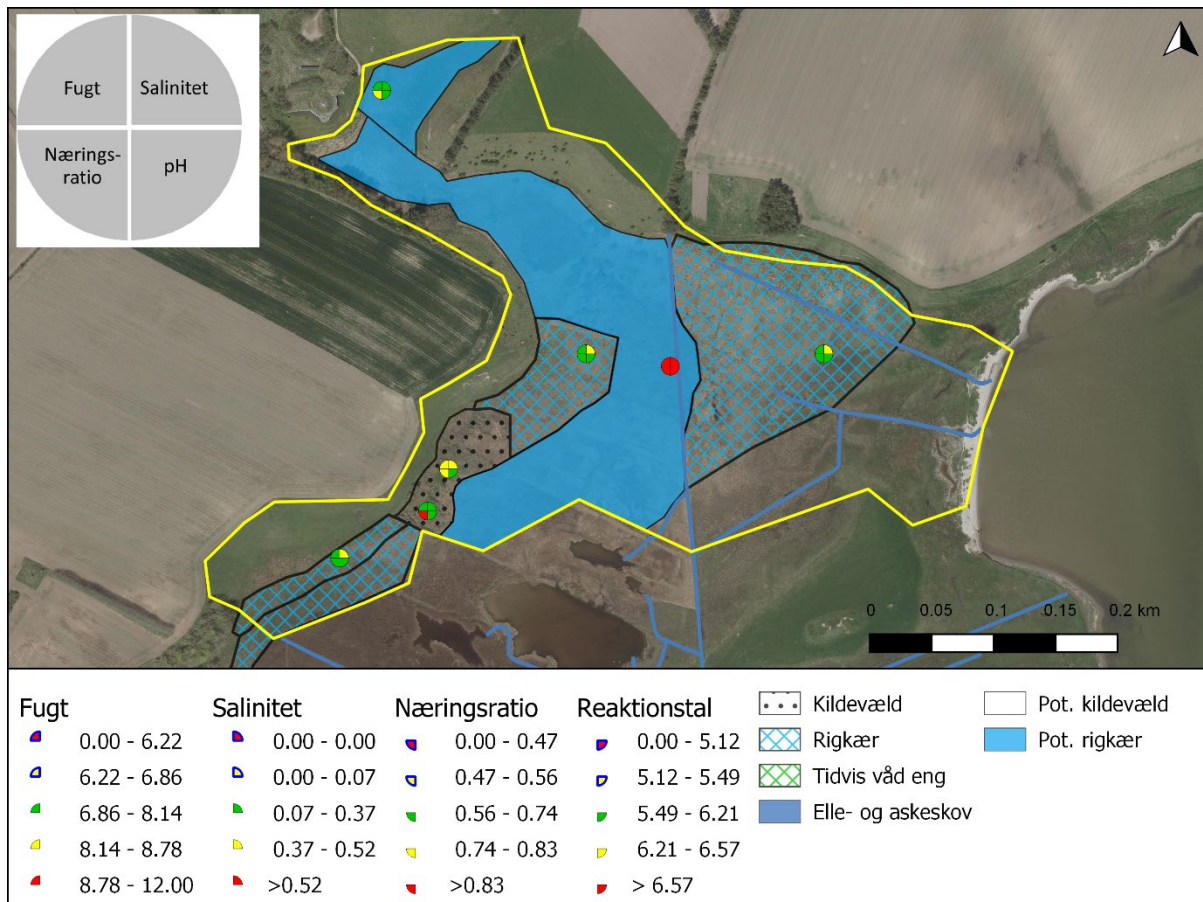 Fugt Salinitet
Nærings-
ratio
pH
0 0.05 0.1 0.15 0.2 km
Fugt
0.00 - 6.22
6.22 - 6.86
6.86 - 8.14
8.14 - 8.78
8.78 - 12.00
Salinitet
0.00 - 0.00
0.00 - 0.07
0.07 - 0.37
0.37 - 0.52
>0.52
Næringsratio
0.00 - 0.47
0.47 - 0.56
0.56 - 0.74
0.74 - 0.83
>0.83
Reaktionstal
0.00 - 5.12
5.12 - 5.49
5.49 - 6.21
6.21 - 6.57
> 6.57
Kildevæld
Rigkær
Tidvis våd eng
Elle- og askeskov
Pot. kildevæld
Pot. rigkær